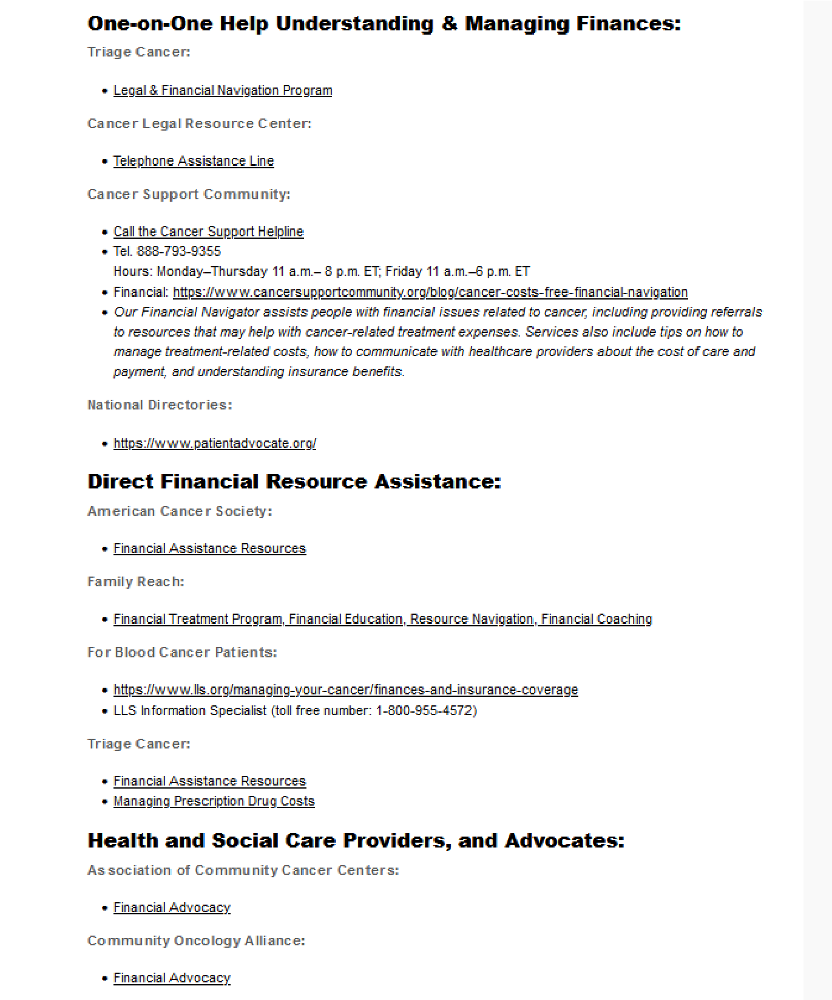 One-on-One Help Understanding & Managing Finances:
Triage Cancer:
• Legal & Financial Navigation Program
Cancer Legal Resource Center:
• Telephone Assistance Line
Cancer Support Community:
• Call the Cancer Support Helpline
• Tel. 888-793-9355
Hours: Monday–Thursday 11 a.m.– 8 p.m. ET; Friday 11 a.m.–6 p.m. ET
• Financial: https://www.cancersupportcommunity.org/blog/cancer-costs-free-financial-navigation
• Our Financial Navigator assists people with financial issues related to cancer, including providing referrals
to resources that may help with cancer-related treatment expenses. Services also include tips on how to
manage treatment-related costs, how to communicate with healthcare providers about the cost of care and
payment, and understanding insurance benefits.
National Directories:
• https://www.patientadvocate.org/
Direct Financial Resource Assistance:
American Cancer Society:
• Financial Assistance Resources
Family Reach:
• Financial Treatment Program, Financial Education, Resource Navigation, Financial Coaching
For Blood Cancer Patients:
• https://www.lls.org/managing-your-cancer/finances-and-insurance-coverage
• LLS Information Specialist (toll free number: 1-800-955-4572)
Triage Cancer:
• Financial Assistance Resources
• Managing Prescription Drug Costs
Health and Social Care Providers, and Advocates:
Association of Community Cancer Centers:
• Financial Advocacy
Community Oncology Alliance:
• Financial Advocacy